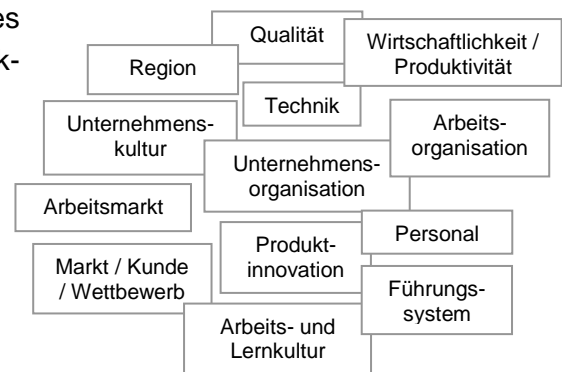 es
k-
Qualität
Wirtschaftlichkeit /
Produktivität
Region
Technik
Unternehmens-
kultur
Arbeits-
organisation
Unternehmens-
organisation
Arbeitsmarkt
Personal
Produkt-
innovation
Markt / Kunde
/ Wettbewerb
Führungs-
system
Arbeits- und
Lernkultur